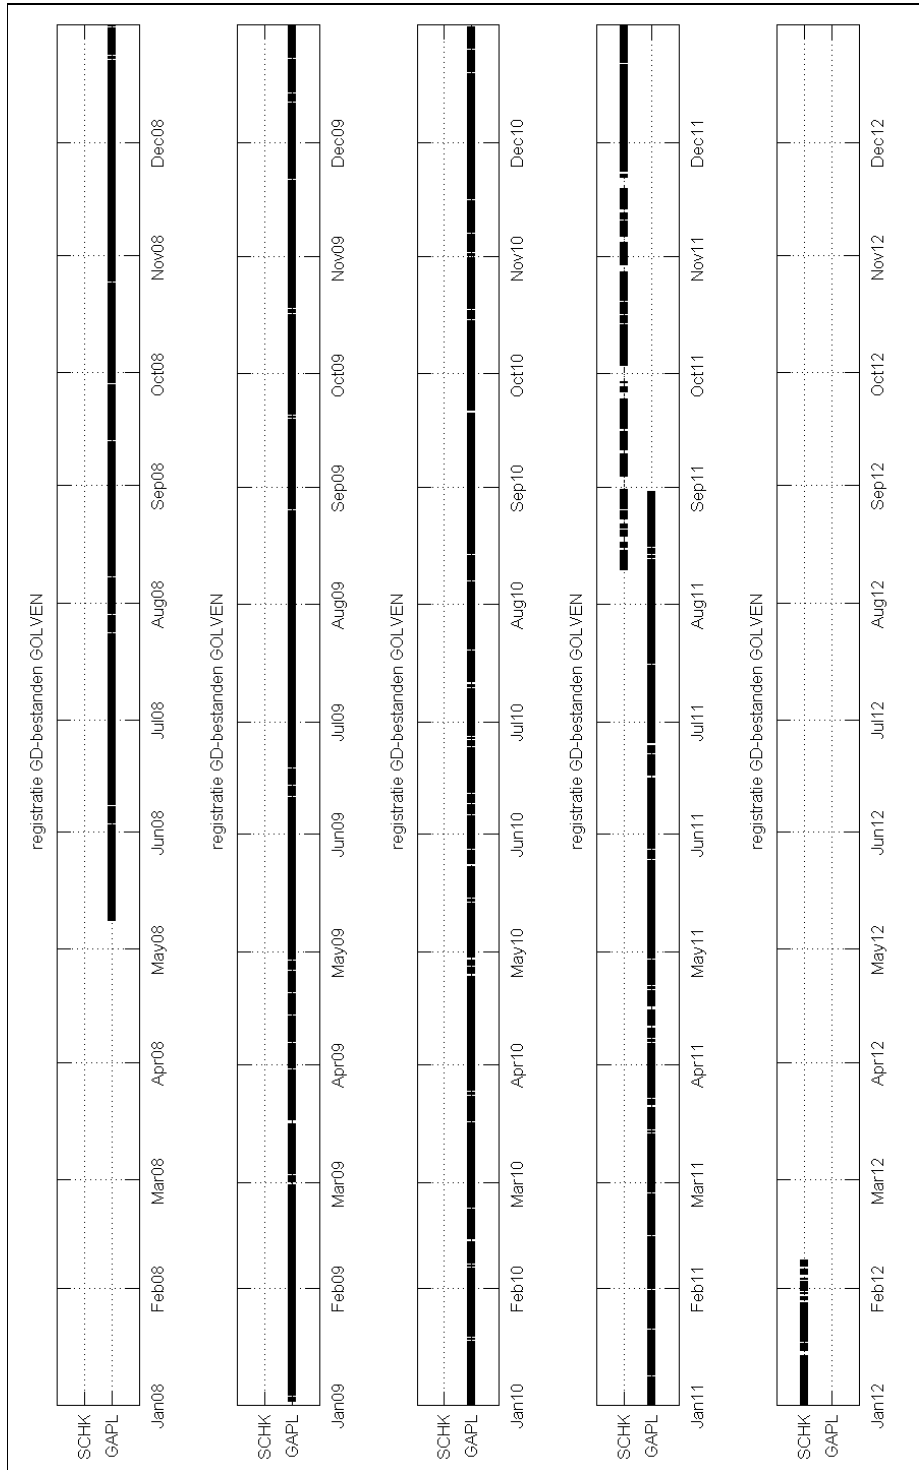 registratie GD-bestanden GOLVEN
SCHK
GAPL
Jan08 Feb08 Mar08 Apr08 May08 Jun08 Jul08 Aug08 Sep08 Oct08 Nov08 Dec08
registratie GD-bestanden GOLVEN
SCHK
GAPL
Jan09 Feb09 Mar09 Apr09 May09 Jun09 Jul09 Aug09 Sep09 Oct09 Nov09 Dec09
registratie GD-bestanden GOLVEN
SCHK
GAPL
Jan10 Feb10 Mar10 Apr10 May10 Jun10 Jul10 Aug10 Sep10 Oct10 Nov10 Dec10
registratie GD-bestanden GOLVEN
SCHK
GAPL
Jan11 Feb11 Mar11 Apr11 May11 Jun11 Jul11 Aug11 Sep11 Oct11 Nov11 Dec11
registratie GD-bestanden GOLVEN
SCHK
GAPL
Jan12 Feb12 Mar12 Apr12 May12 Jun12 Jul12 Aug12 Sep12 Oct12 Nov12 Dec12